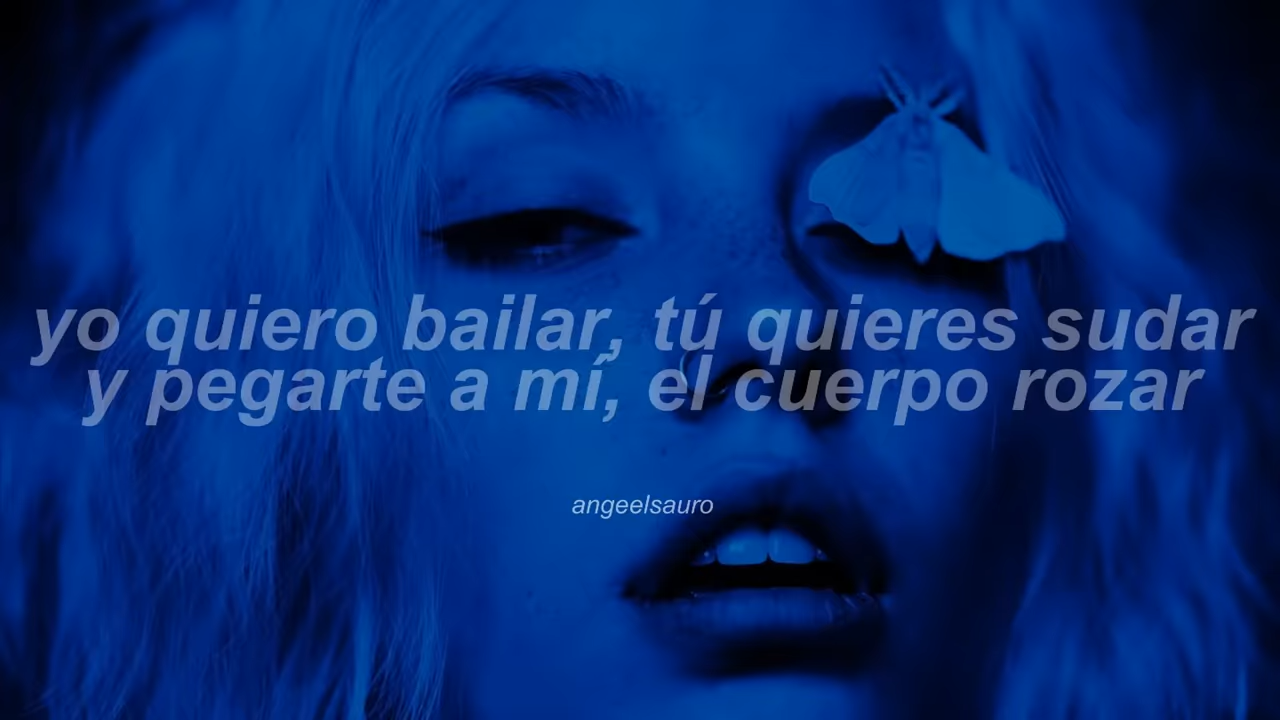 yo quiero bailar, tú quieres sudar
y pegarte a mí, el cuerpo rozar
angeelsauro